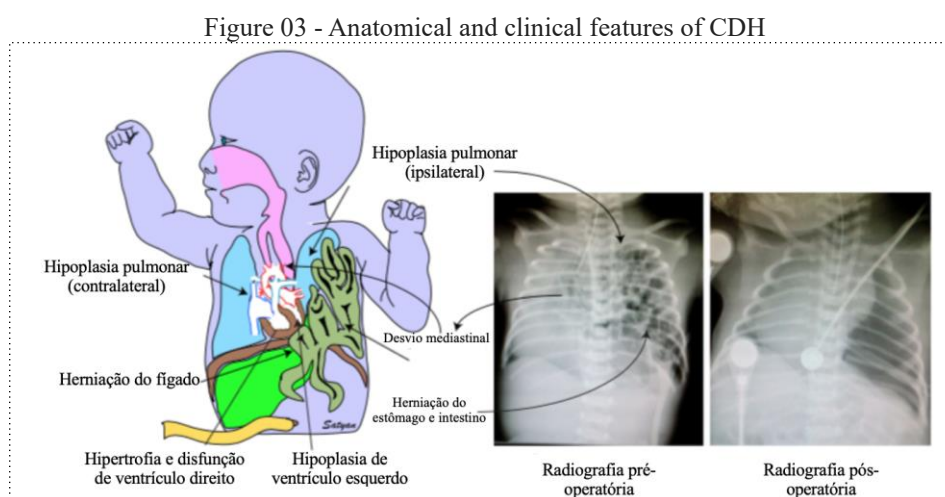 Figure 03 - Anatomical and clinical features of CDH
Hipoplasia pulmonar
(ipsilateral)
Hipoplasia pulmonar
(contralateral)
Desvio mediastinal
Herniação do fígado
Herniação do
estômago e intestino
Satyan
Hipertrofia e disfunção
de ventrículo direito
Hipoplasia de
ventrículo esquerdo
Radiografia pré-
operatória
Radiografia pós-
operatória